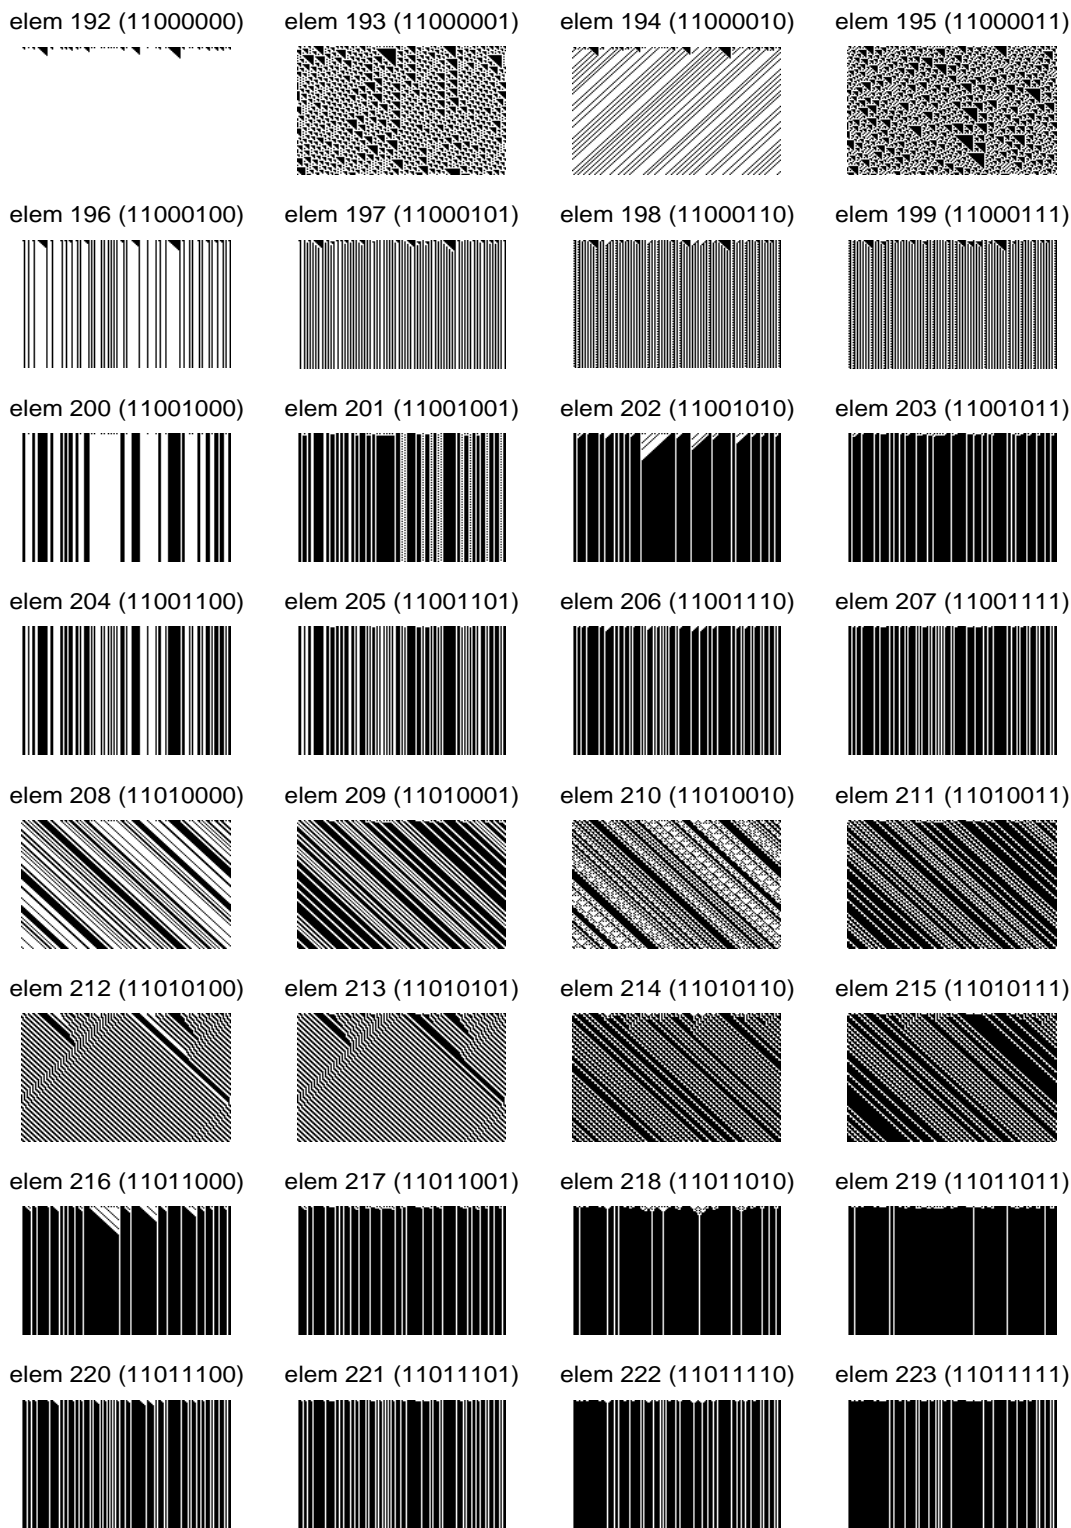 elem 192 (11000000) elem 193 (11000001) elem 194 (11000010) elem 195 (11000011)
elem 196 (11000100) elem 197 (11000101) elem 198 (11000110) elem 199 (11000111)
elem 200 (11001000) elem 201 (11001001) elem 202 (11001010) elem 203 (11001011)
elem 204 (11001100) elem 205 (11001101) elem 206 (11001110) elem 207 (11001111)
elem 208 (11010000) elem 209 (11010001) elem 210 (11010010) elem 211 (11010011)
elem 212 (11010100) elem 213 (11010101) elem 214 (11010110) elem 215 (11010111)
elem 216 (11011000) elem 217 (11011001) elem 218 (11011010) elem 219 (11011011)
elem 220 (11011100) elem 221 (11011101) elem 222 (11011110) elem 223 (11011111)